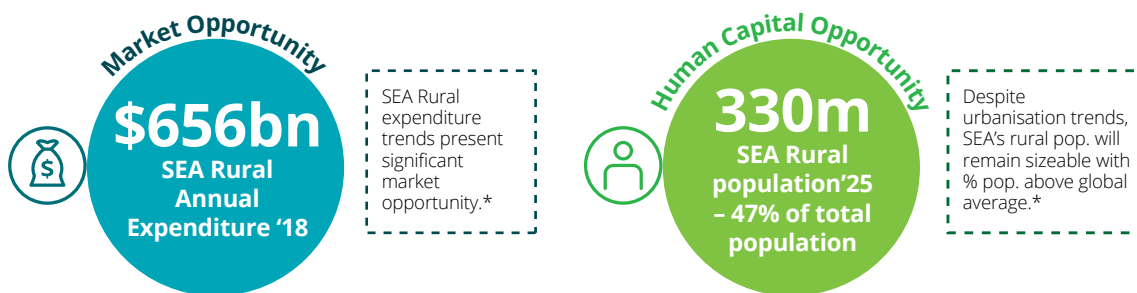 Market Opportunity
$656bn
SEA Rural
Annual
Expenditure ‘18
$
SEA Rural
expenditure
trends present
significant
market
opportunity.*
Human Capital Opportunity
330m
SEA Rural
population’25
– 47% of total
population
Despite
urbanisation trends,
SEA’s rural pop. will
remain sizeable with
% pop. above global
average.*